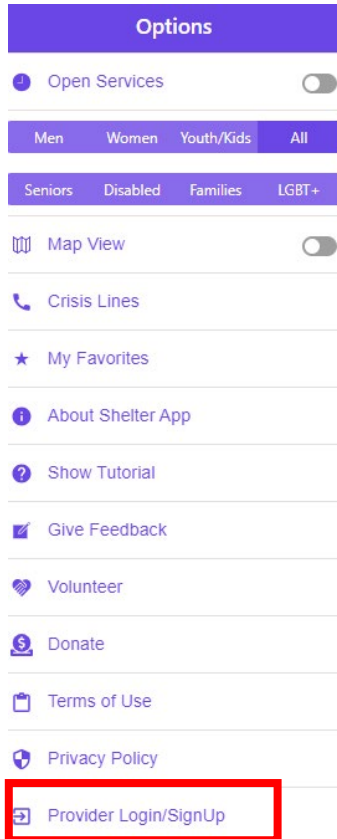 Options
Open Services
Men Women Youth/Kids All
Seniors Disabled Families LGBT+
Map View
Crisis Lines
My Favorites
About Shelter App
Show Tutorial
Give Feedback
Volunteer
Donate
Terms of Use
Privacy Policy
Provider Login/SignUp